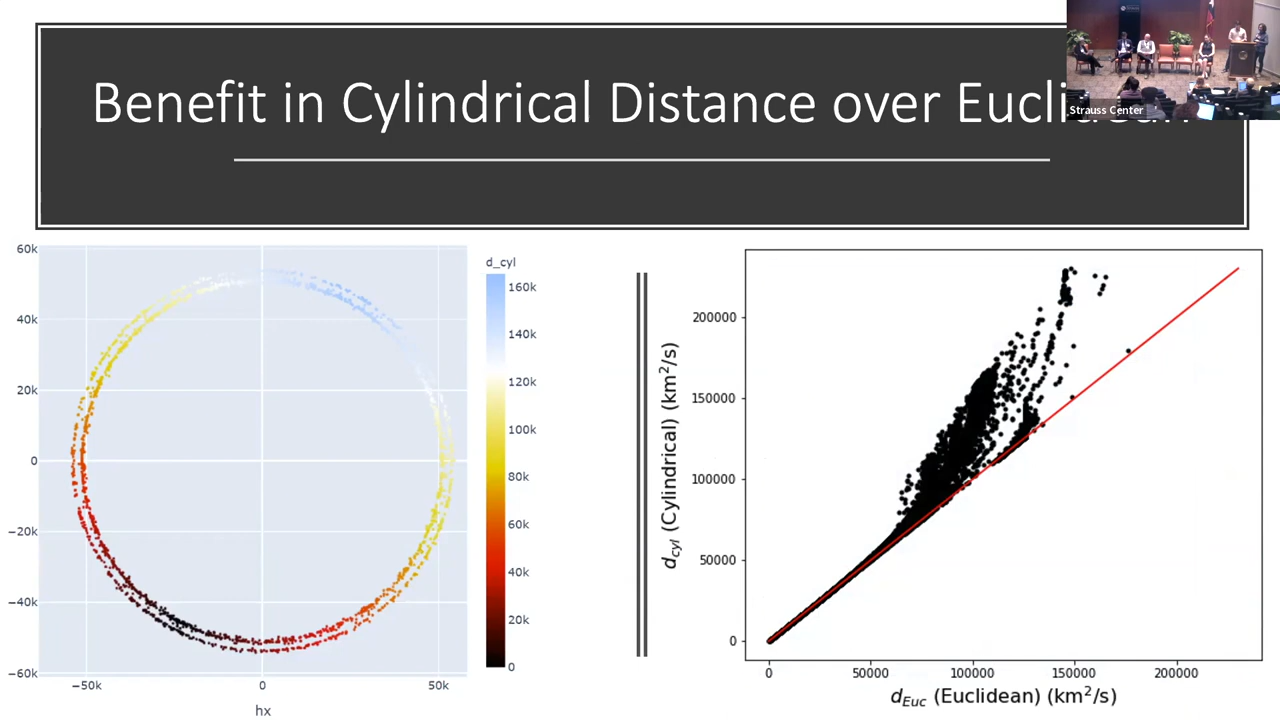 Benefit in Cylindrical Distance over Euclidean
Strauss Center
60k
40k
20k
0
−20k
−40k
−60k
−50k
0
50k
hx
d_cyl
160k
140k
120k
100k
80k
60k
40k
20k
0
d_cyl (Cylindrical) (km²/s)
200000
150000
100000
50000
0
0
50000
100000
150000
200000
d_Euc (Euclidean) (km²/s)